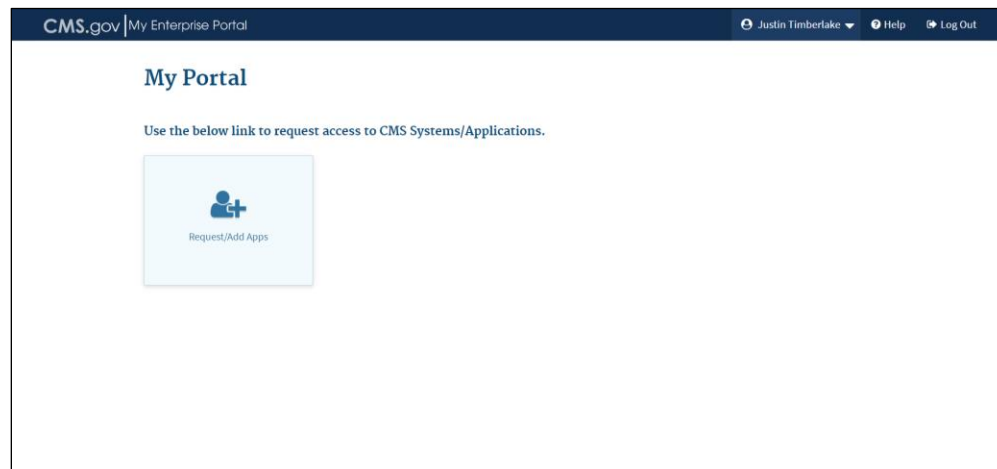 CMS.gov My Enterprise Portal
Justin Timberlake Help Log Out
My Portal
Use the below link to request access to CMS Systems/Applications.
Request/Add Apps